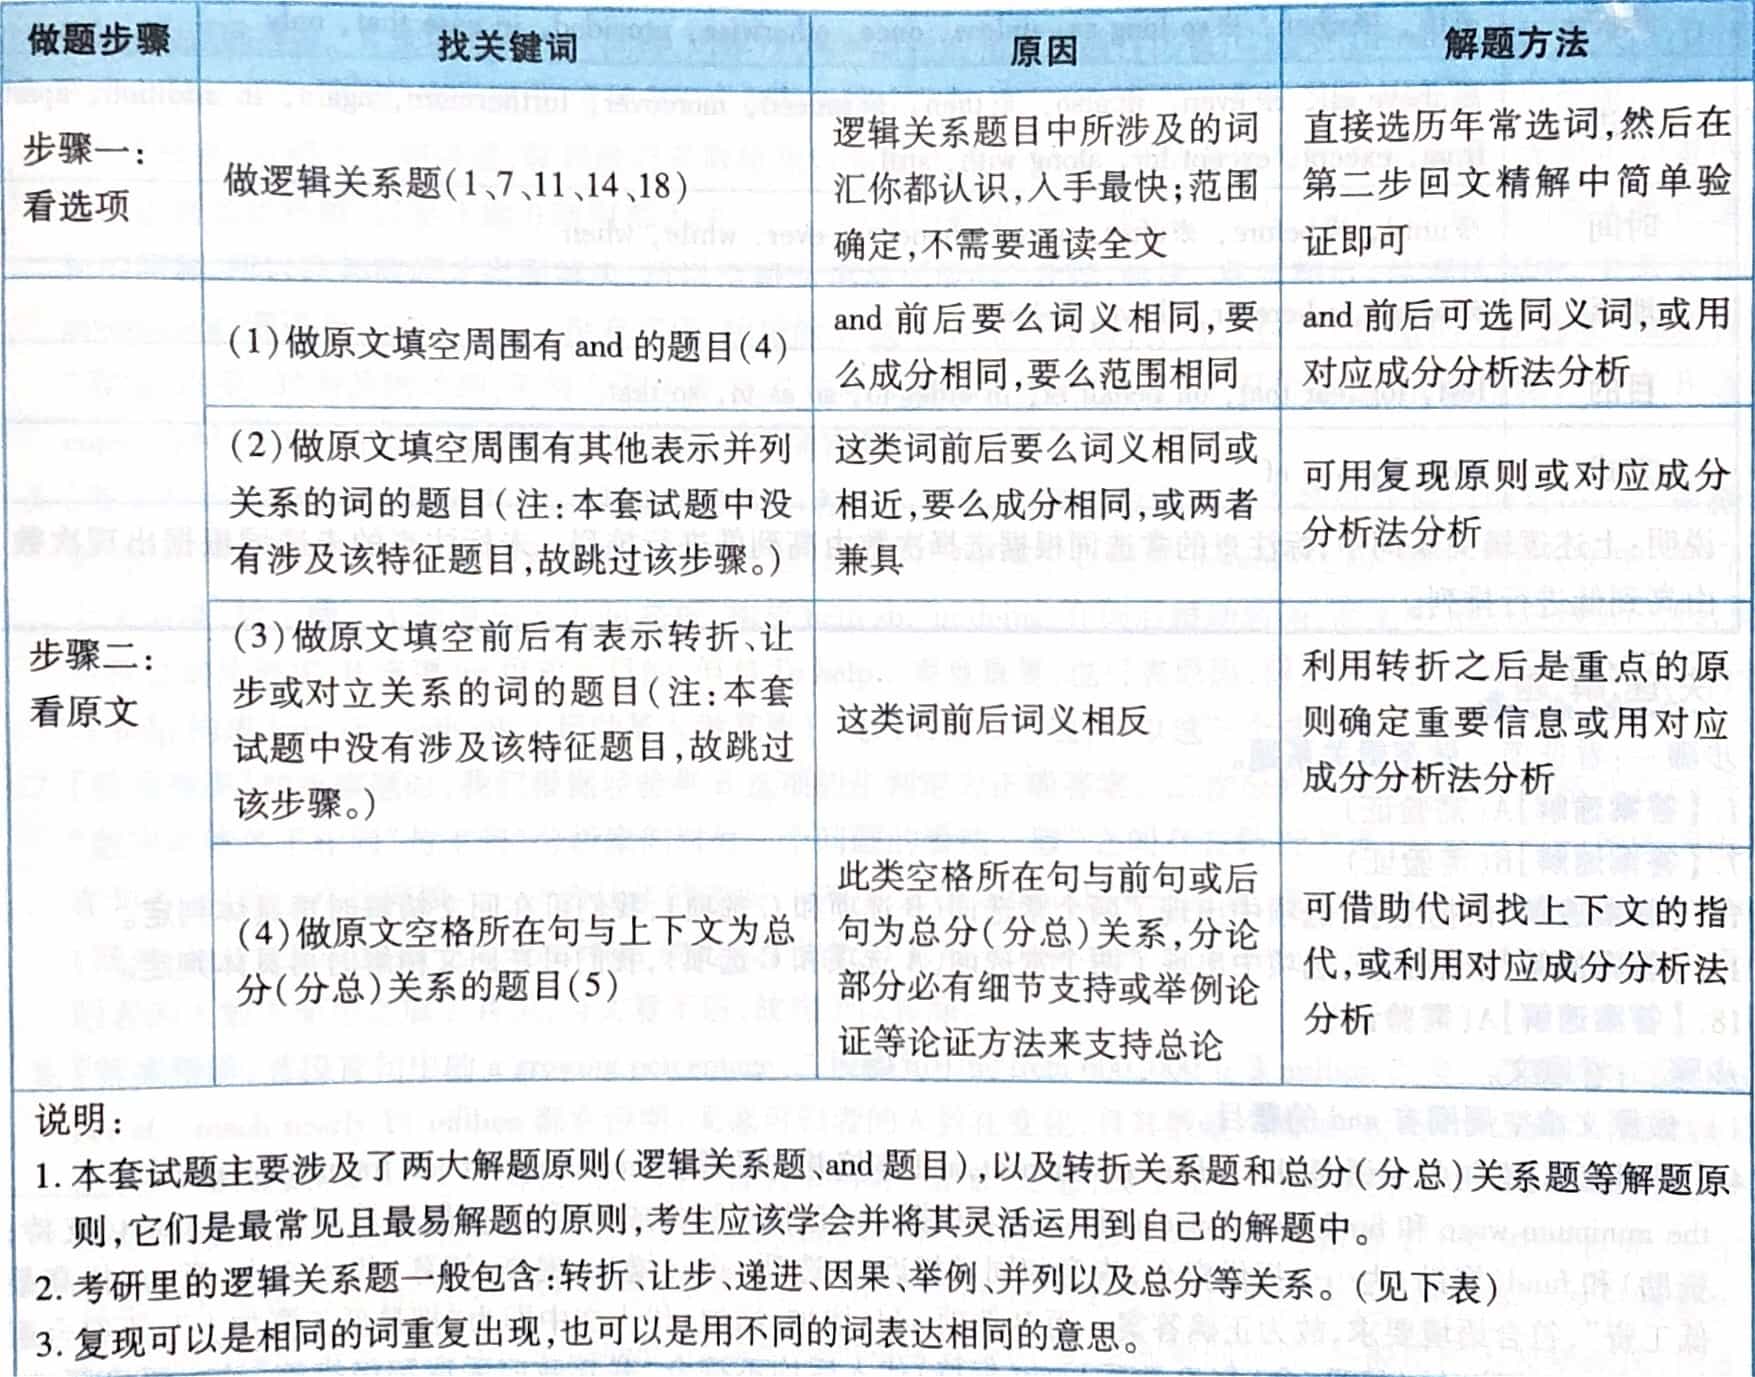 做题步骤 找关键词 原因 解题方法
步骤一:
看选项
做逻辑关系题(1、7、11、14、18)
逻辑关系题目中所涉及的词
汇你都认识,入手最快;范围
确定,不需要通读全文
直接选历年常选词,然后在
第二步回文精解中简单验
证即可
步骤二:
看原文
(1)做原文填空周围有 and 的题目(4)
and 前后要么词义相同,要
么成分相同,要么范围相同
and 前后可选同义词,或用
对应成分分析法分析
(2)做原文填空周围有其他表示并列
关系的词的题目(注:本套试题中没
有涉及该特征题目,故跳过该步骤。)
这类词前后要么词义相同或
相近,要么成分相同,或两者
兼具
可用复现原则或对应成分
分析法分析
(3)做原文填空前后有表示转折、让
步或对立关系的词的题目(注:本套
试题中没有涉及该特征题目,故跳过
该步骤。)
这类词前后词义相反
利用转折之后是重点的原
则确定重要信息或用对应
成分分析法分析
(4)做原文空格所在句与上下文为总
分(分总)关系的题目(5)
此类空格所在句与前句或后
句为总分(分总)关系,分论
部分必有细节支持或举例论
证等论证方法来支持总论
可借助代词找上下文的指
代,或利用对应成分分析法
分析
说明:
1. 本套试题主要涉及了两大解题原则(逻辑关系题、and 题目),以及转折关系题和总分(分总)关系题等解题原
则,它们是最常见且最易解题的原则,考生应该学会并将其灵活运用到自己的解题中。
2. 考研里的逻辑关系题一般包含:转折、让步、递进、因果、举例、并列以及总分等关系。(见下表)
3. 复现可以是相同的词重复出现,也可以是用不同的词表达相同的意思。